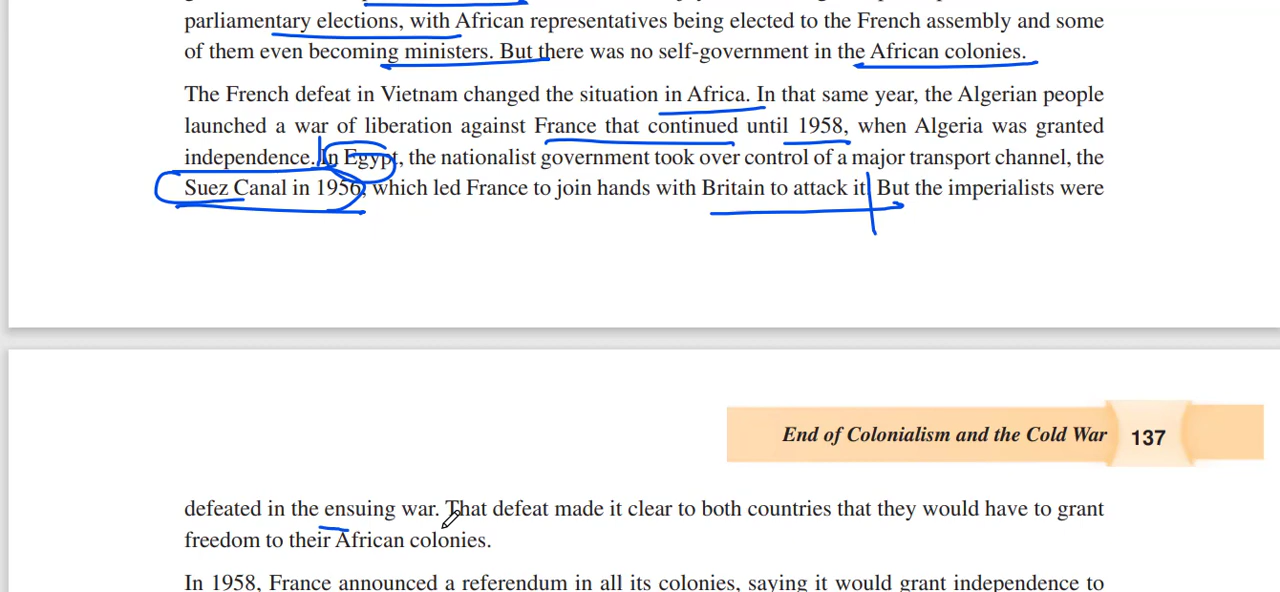 parliamentary elections, with African representatives being elected to the French assembly and some
of them even becoming ministers. But there was no self-government in the African colonies.
The French defeat in Vietnam changed the situation in Africa. In that same year, the Algerian people
launched a war of liberation against France that continued until 1958, when Algeria was granted
independence. In Egypt, the nationalist government took over control of a major transport channel, the
Suez Canal in 1956, which led France to join hands with Britain to attack it. But the imperialists were
End of Colonialism and the Cold War 137
defeated in the ensuing war. That defeat made it clear to both countries that they would have to grant
freedom to their African colonies.
In 1958, France announced a referendum in all its colonies, saying it would grant independence to